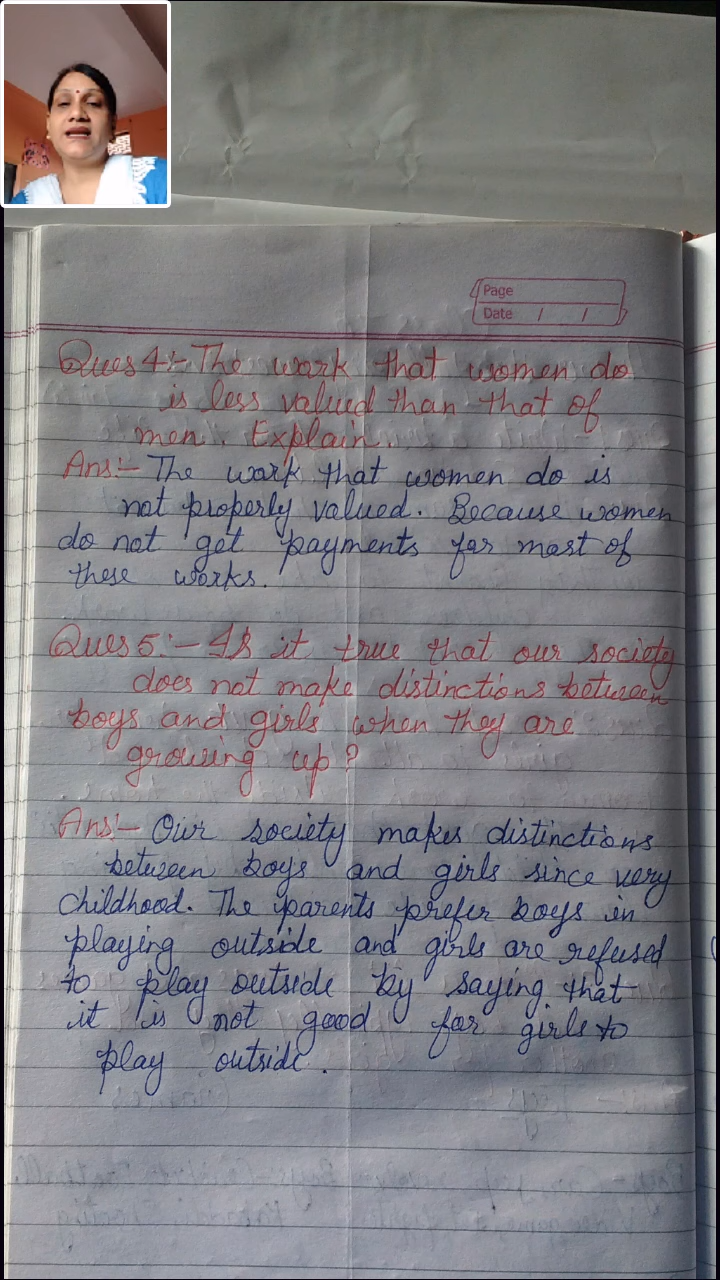 Page
Date / /
Ques 4:- The work that women do
is less valued than that of
men. Explain.
Ans:- The work that women do is
not properly valued. Because women
do not get payments for most of
these works.
Ques 5:- Is it true that our society
does not make distinctions between
boys and girls when they are
growing up?
Ans:- Our society makes distinctions
between boys and girls since very
childhood. The parents prefer boys in
playing outside and girls are refused
to play outside by saying that
it is not good for girls to
play outside.